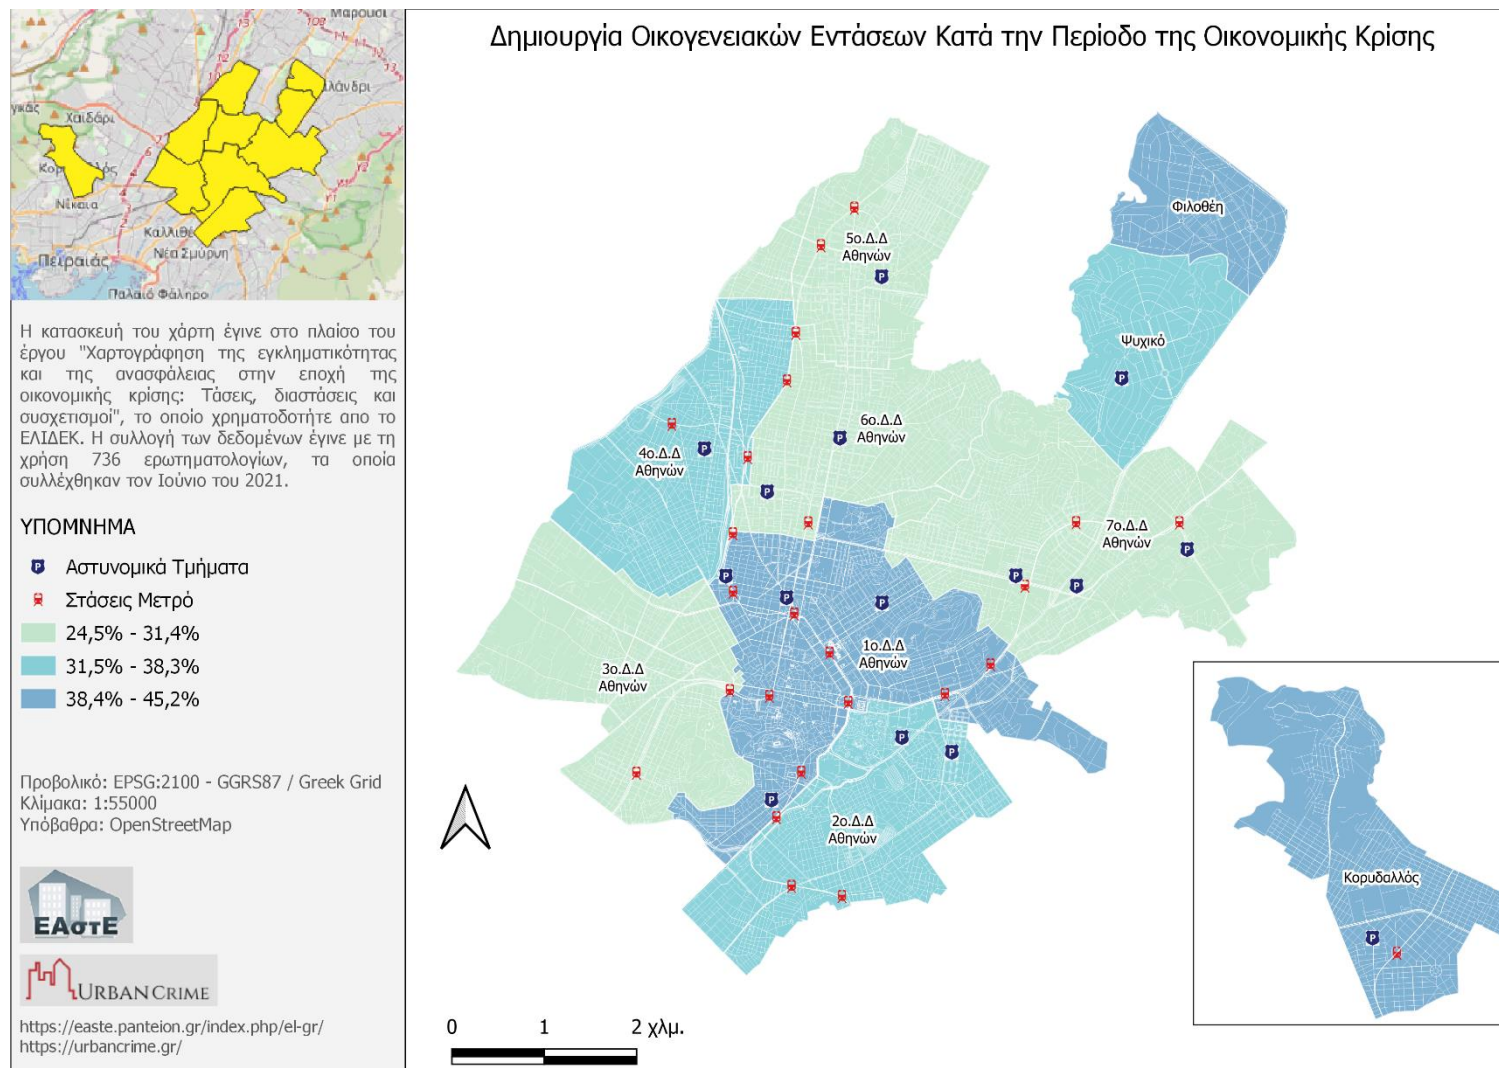 Δημιουργία Οικογενειακών Εντάσεων Κατά την Περίοδο της Οικονομικής Κρίσης
Μαρούσι
Χαϊδάρι
Νίκαια
Καλλιθέ
Νέα Σμύρνη
Πειραιάς
Παλαιό Φάληρο
Η κατασκευή του χάρτη έγινε στο πλαίσο του
έργου "Χαρτογράφηση της εγκληματικότητας
και της ανασφάλειας στην εποχή της
οικονομικής κρίσης: Τάσεις, διαστάσεις και
συσχετισμοί", το οποίο χρηματοδοτήτε απο το
ΕΛΙΔΕΚ. Η συλλογή των δεδομένων έγινε με τη
χρήση 736 ερωτηματολογίων, τα οποία
συλλέχθηκαν τον Ιούνιο του 2021.
ΥΠΟΜΝΗΜΑ
Αστυνομικά Τμήματα
Στάσεις Μετρό
24,5% - 31,4%
31,5% - 38,3%
38,4% - 45,2%
Προβολικό: EPSG:2100 - GGRS87 / Greek Grid
Κλίμακα: 1:55000
Υπόβαθρο: OpenStreetMap
ΕΑστΕ
URBANCRIME
https://easte.panteion.gr/index.php/el-gr/
https://urbancrime.gr/
Φιλοθέη
5ο.Δ.Δ
Αθηνών
Ψυχικό
6ο.Δ.Δ
Αθηνών
4ο.Δ.Δ
Αθηνών
7ο.Δ.Δ
Αθηνών
1ο.Δ.Δ
Αθηνών
3ο.Δ.Δ
Αθηνών
2ο.Δ.Δ
Αθηνών
Κορυδαλλός
0 1 2 χλμ.